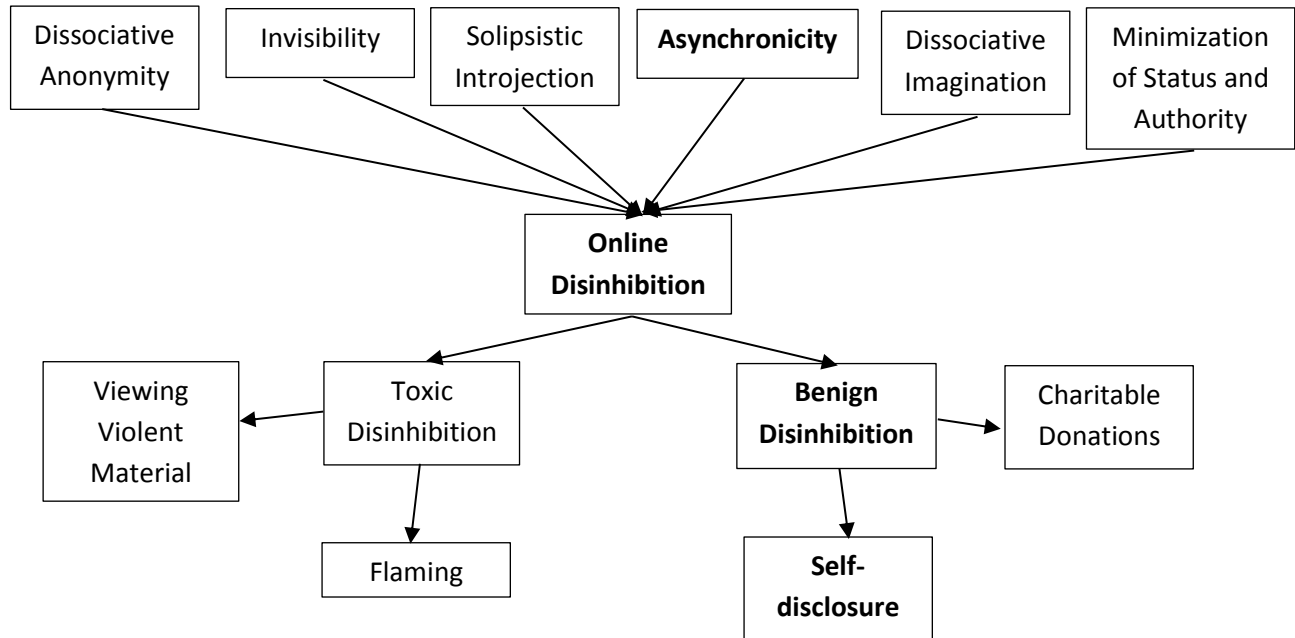 Dissociative
Anonymity
Invisibility
Solipsistic
Introjection
Asynchronicity
Dissociative
Imagination
Minimization
of Status and
Authority
Online
Disinhibition
Viewing
Violent
Material
Toxic
Disinhibition
Benign
Disinhibition
Charitable
Donations
Flaming
Self-
disclosure